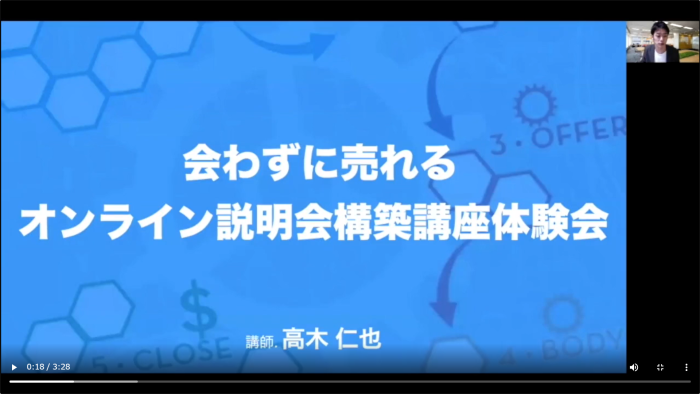 3・OFFER
会わずに売れる
オンライン説明会構築講座体験会
$
講師. 高木 仁也
5・CLOSE
4・BODY
0:18 / 3:28